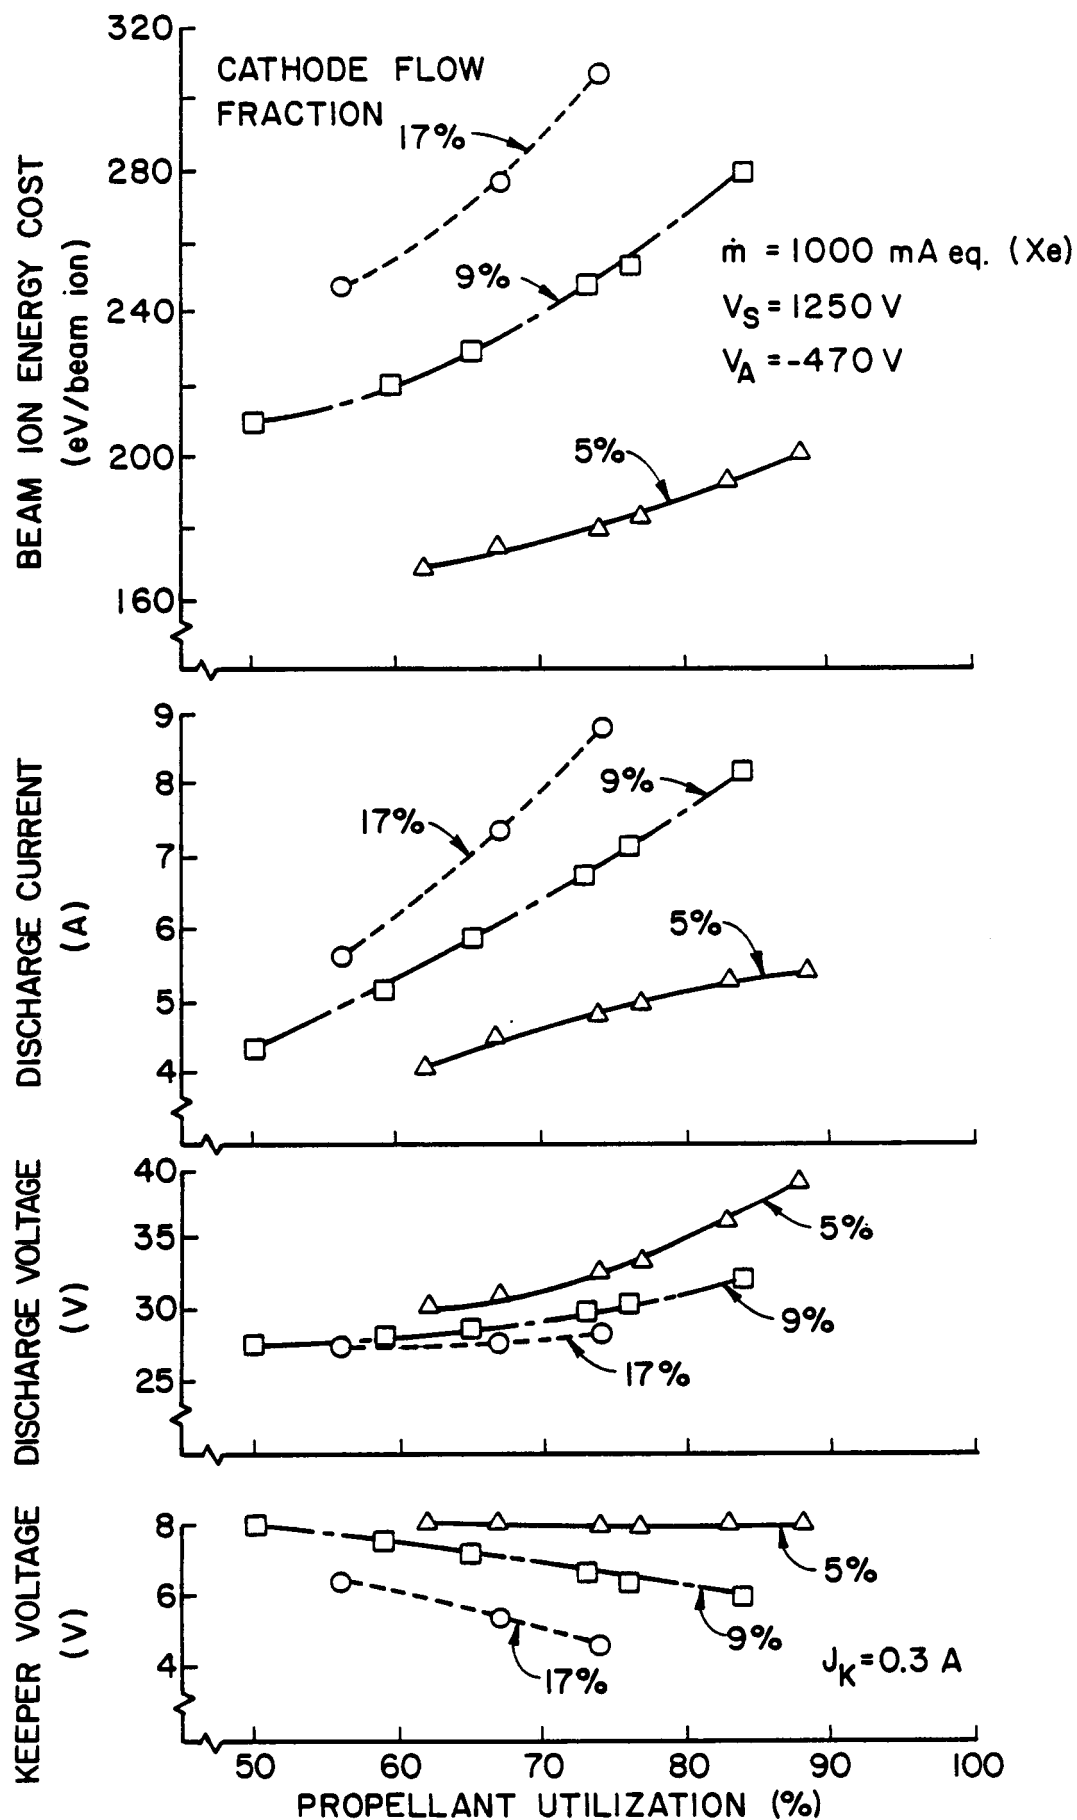 320
280
240
200
160
BEAM ION ENERGY COST
(eV/beam ion)
CATHODE FLOW
FRACTION
17%
9%
5%
ṁ = 1000 mA eq. (Xe)
V_S = 1250 V
V_A = -470 V
9
8
7
6
5
4
DISCHARGE CURRENT
(A)
17%
9%
5%
40
35
30
25
DISCHARGE VOLTAGE
(V)
5%
9%
17%
8
6
4
KEEPER VOLTAGE
(V)
5%
9%
17%
J_K = 0.3 A
50 60 70 80 90 100
PROPELLANT UTILIZATION (%)